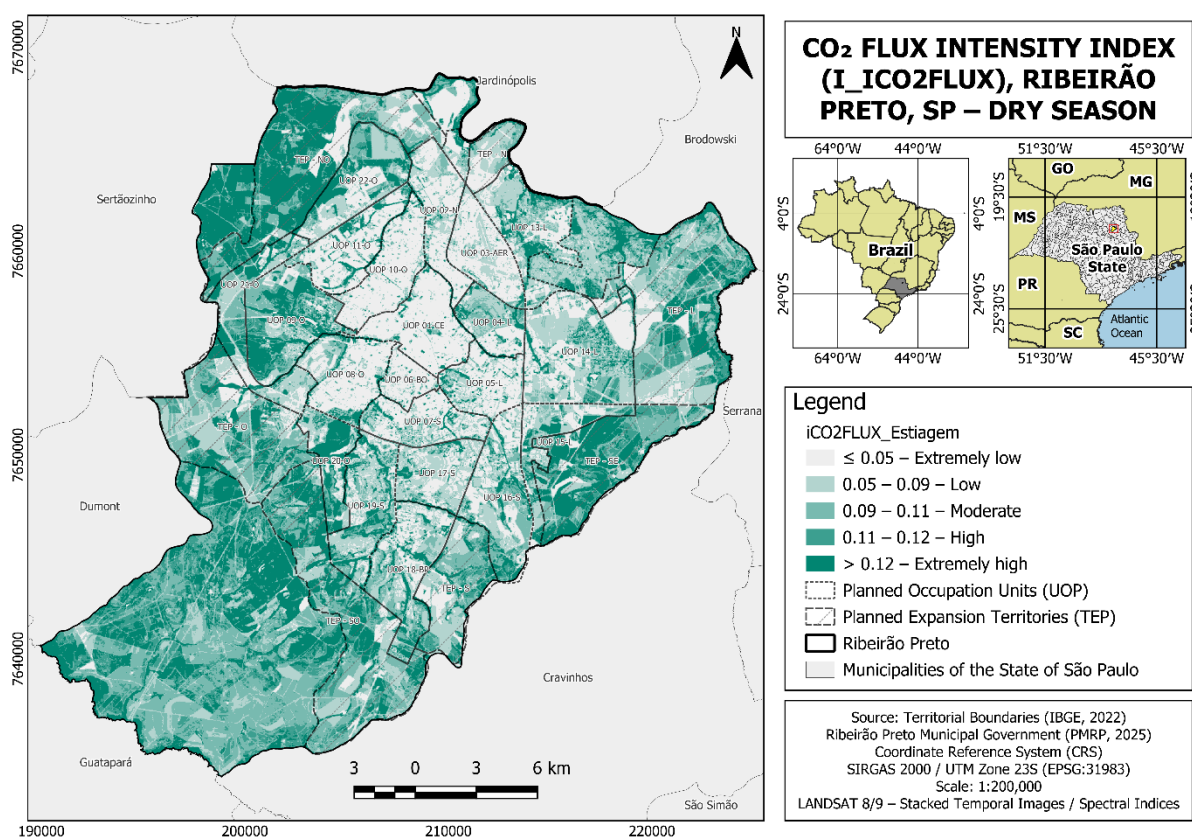 CO₂ FLUX INTENSITY INDEX
(I_ICO2FLUX), RIBEIRÃO
PRETO, SP – DRY SEASON
N
Jardinópolis
Brodowski
Sertãozinho
Serrana
Dumont
Cravinhos
Guatapará
São Simão
TEP - NO
TEP - N
UOP 22-O
UOP 02-N
UOP 13-L
UOP 11-O
UOP 03-AER
UOP 10-O
UOP 21-O
TEP - L
UOP 09-O
UOP 01-CE
UOP 04-L
UOP 14-L
UOP 08-O
UOP 06-BO
UOP 05-L
TEP - O
UOP 07-S
UOP 15-L
UOP 20-O
UOP 17-S
TEP - SE
UOP 19-S
UOP 16-S
UOP 18-BP
TEP - S
TEP - SO
3 0 3 6 km
7670000
7660000
7650000
7640000
190000 200000 210000 220000
64°0'W 44°0'W
4°0'S
24°0'S
Brazil
4°0'S
24°0'S
64°0'W 44°0'W
51°30'W 45°30'W
19°30'S
25°30'S
GO
MG
MS
São Paulo
State
PR
SC
Atlantic
Ocean
51°30'W 45°30'W
Legend
iCO2FLUX_Estiagem
≤ 0.05 – Extremely low
0.05 – 0.09 – Low
0.09 – 0.11 – Moderate
0.11 – 0.12 – High
> 0.12 – Extremely high
Planned Occupation Units (UOP)
Planned Expansion Territories (TEP)
Ribeirão Preto
Municipalities of the State of São Paulo
Source: Territorial Boundaries (IBGE, 2022)
Ribeirão Preto Municipal Government (PMRP, 2025)
Coordinate Reference System (CRS)
SIRGAS 2000 / UTM Zone 23S (EPSG:31983)
Scale: 1:200,000
LANDSAT 8/9 – Stacked Temporal Images / Spectral Indices